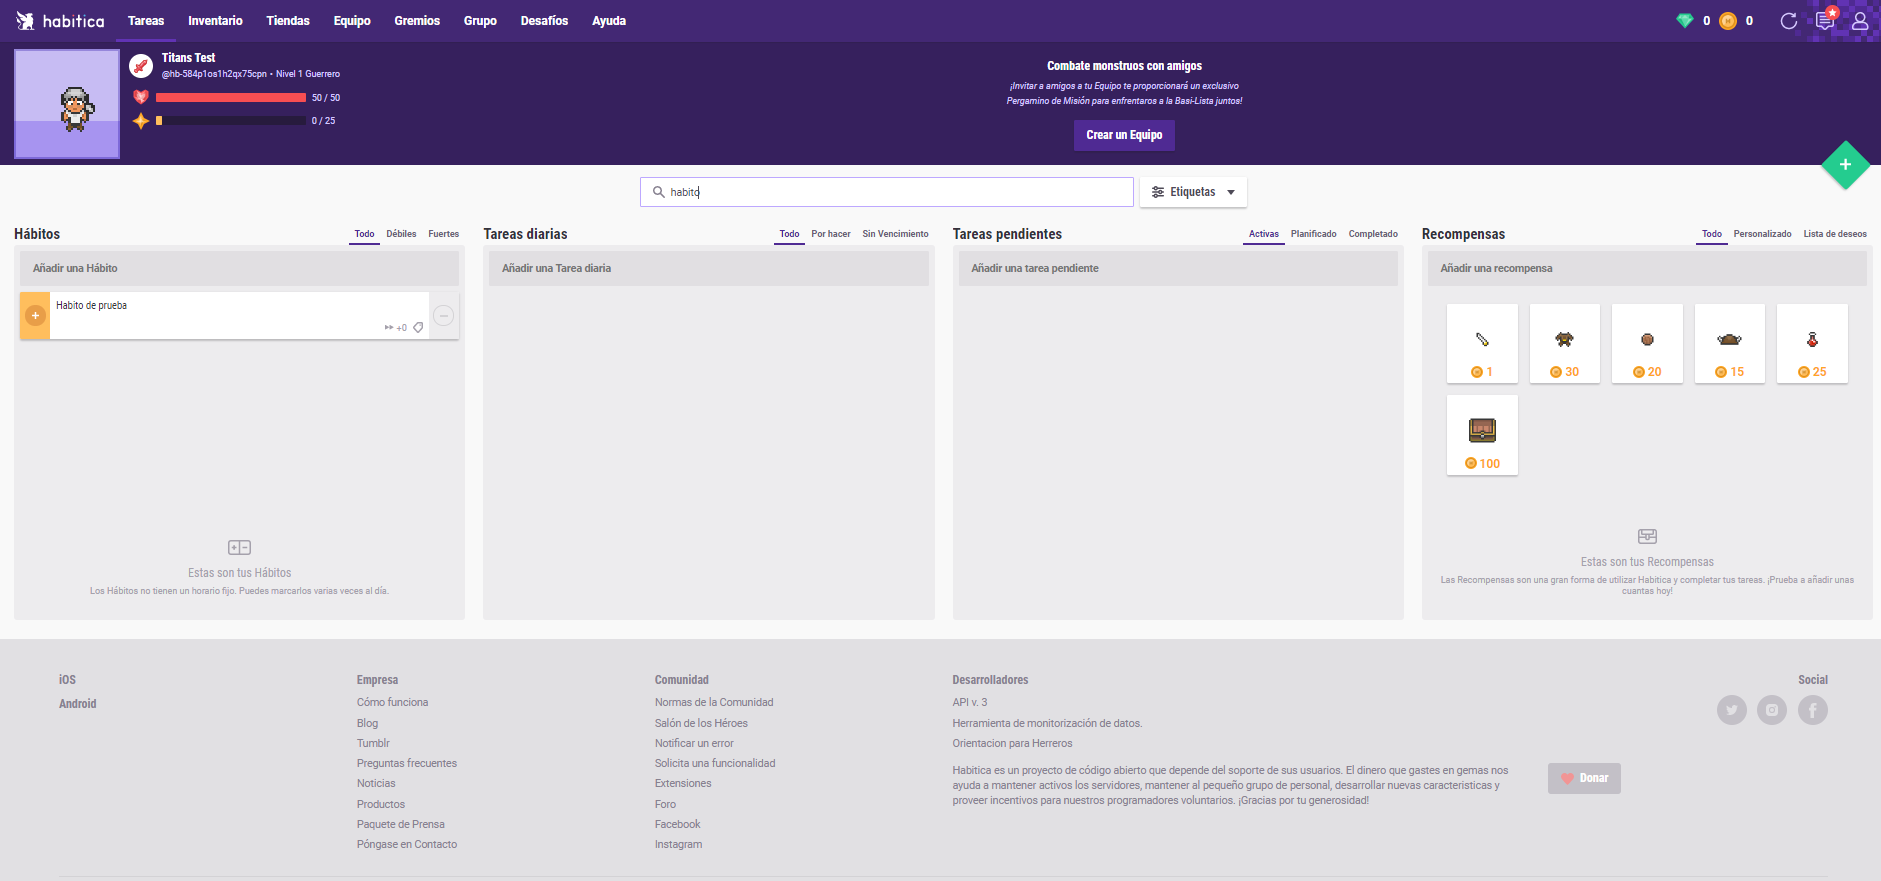 habitica
Tareas
Inventario
Tiendas
Equipo
Gremios
Grupo
Desafíos
Ayuda
0
0
Titans Test
@hb-584p1os1h2qx75cpn • Nivel 1 Guerrero
50 / 50
0 / 25
Combate monstruos con amigos
¡Invitar a amigos a tu Equipo te proporcionará un exclusivo
Pergamino de Misión para enfrentaros a la Basi-Lista juntos!
Crear un Equipo
habito
Etiquetas
Hábitos
Todo
Débiles
Fuertes
Añadir una Hábito
Habito de prueba
+0
Estas son tus Hábitos
Los Hábitos no tienen un horario fijo. Puedes marcarlos varias veces al día.
Tareas diarias
Todo
Por hacer
Sin Vencimiento
Añadir una Tarea diaria
Tareas pendientes
Activas
Planificado
Completado
Añadir una tarea pendiente
Recompensas
Todo
Personalizado
Lista de deseos
Añadir una recompensa
1
30
20
15
25
100
Estas son tus Recompensas
Las Recompensas son una gran forma de utilizar Habitica y completar tus tareas. ¡Prueba a añadir unas
cuantas hoy!
iOS
Android
Empresa
Cómo funciona
Blog
Tumblr
Preguntas frecuentes
Noticias
Productos
Paquete de Prensa
Póngase en Contacto
Comunidad
Normas de la Comunidad
Salón de los Héroes
Notificar un error
Solicita una funcionalidad
Extensiones
Foro
Facebook
Instagram
Desarrolladores
API v. 3
Herramienta de monitorización de datos.
Orientacion para Herreros
Habitica es un proyecto de código abierto que depende del soporte de sus usuarios. El dinero que gastes en gemas nos
ayuda a mantener activos los servidores, mantener al pequeño grupo de personal, desarrollar nuevas caracteristicas y
proveer incentivos para nuestros programadores voluntarios. ¡Gracias por tu generosidad!
Social
Donar